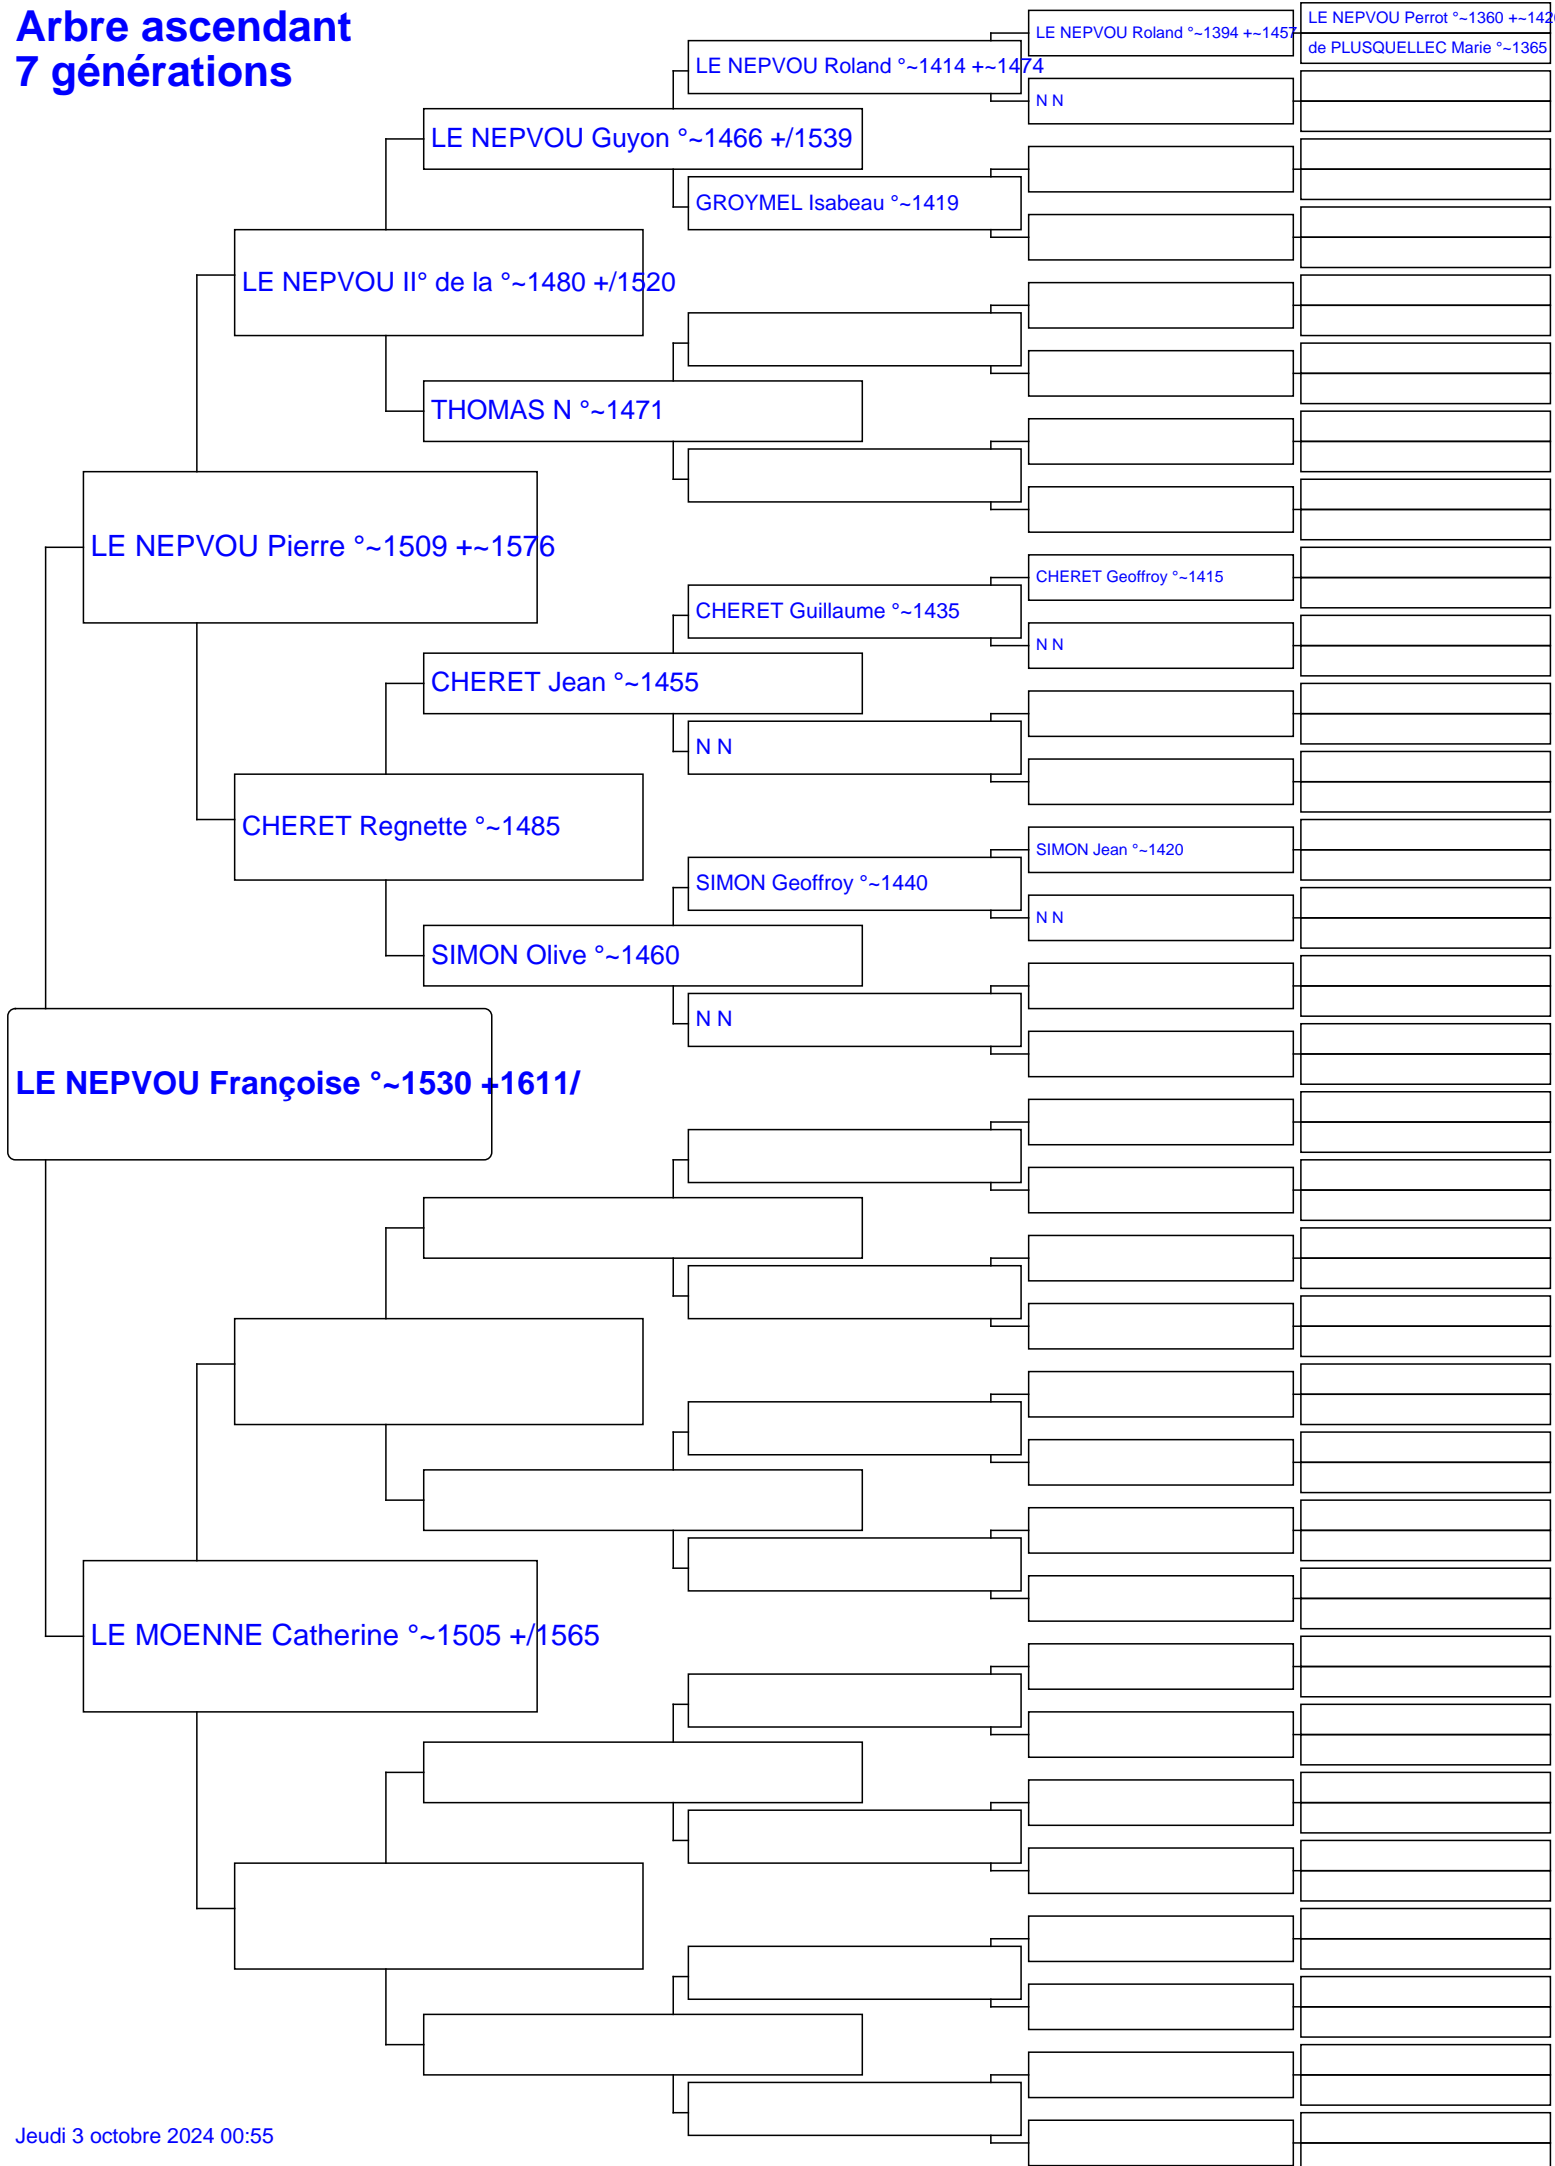 Arbre ascendant
7 générations
LE NEPVOU Perrot °~1360 +~142
LE NEPVOU Roland °~1394 +~1457
de PLUSQUELLEC Marie °~1365
LE NEPVOU Roland °~1414 +~1474
N N
LE NEPVOU Guyon °~1466 +/1539
GROYMEL Isabeau °~1419
LE NEPVOU II° de la °~1480 +/1520
THOMAS N °~1471
LE NEPVOU Pierre °~1509 +~1576
CHERET Geoffroy °~1415
CHERET Guillaume °~1435
N N
CHERET Jean °~1455
N N
CHERET Regnette °~1485
SIMON Jean °~1420
SIMON Geoffroy °~1440
N N
SIMON Olive °~1460
N N
LE NEPVOU Françoise °~1530 +1611/
LE MOENNE Catherine °~1505 +/1565
Jeudi 3 octobre 2024 00:55